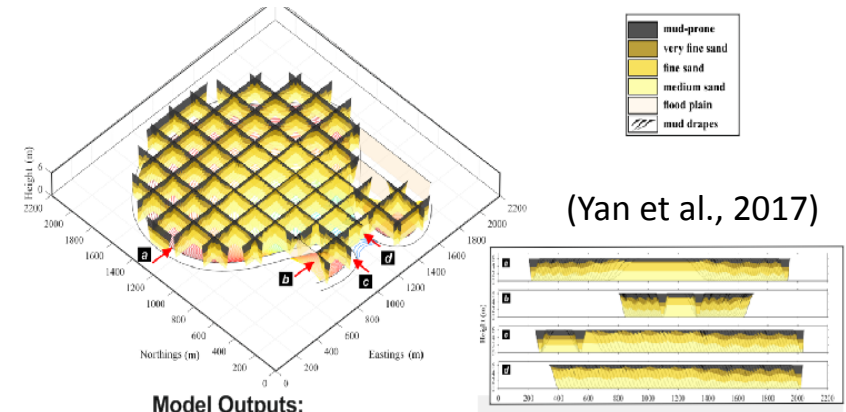 mud-prone
very fine sand
fine sand
medium sand
flood plain
mud drapes
(Yan et al., 2017)
Height (m)
6
0
2200
2000
1800
1600
1400
1200
1000
800
600
400
200
0
Northings (m)
0
200
400
600
800
1000
1200
1400
1600
1800
2000
2200
Eastings (m)
a
b
c
d
Height (m)
a
b
c
d
0 200 400 600 800 1000 1200 1400 1600 1800 2000 2200
Model Outputs: